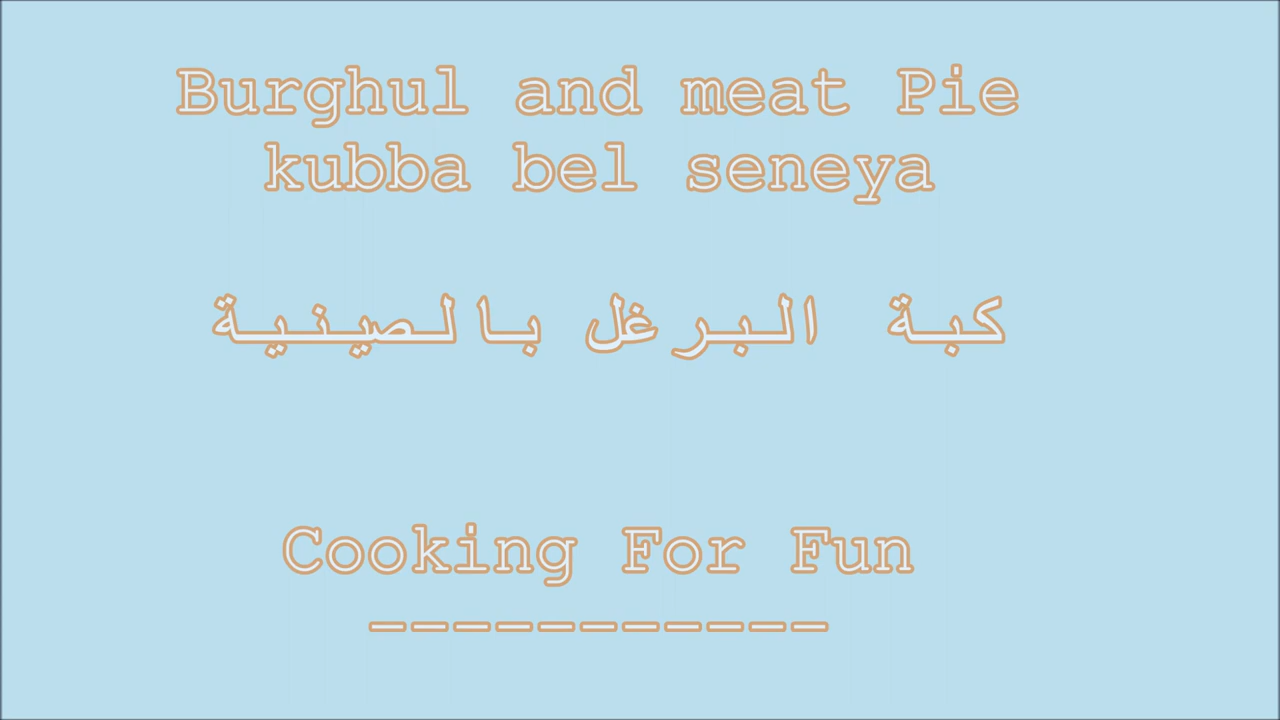 Burghul and meat Pie
kubba bel seneya
كبة البرغل بالصينية
Cooking For Fun
-----------